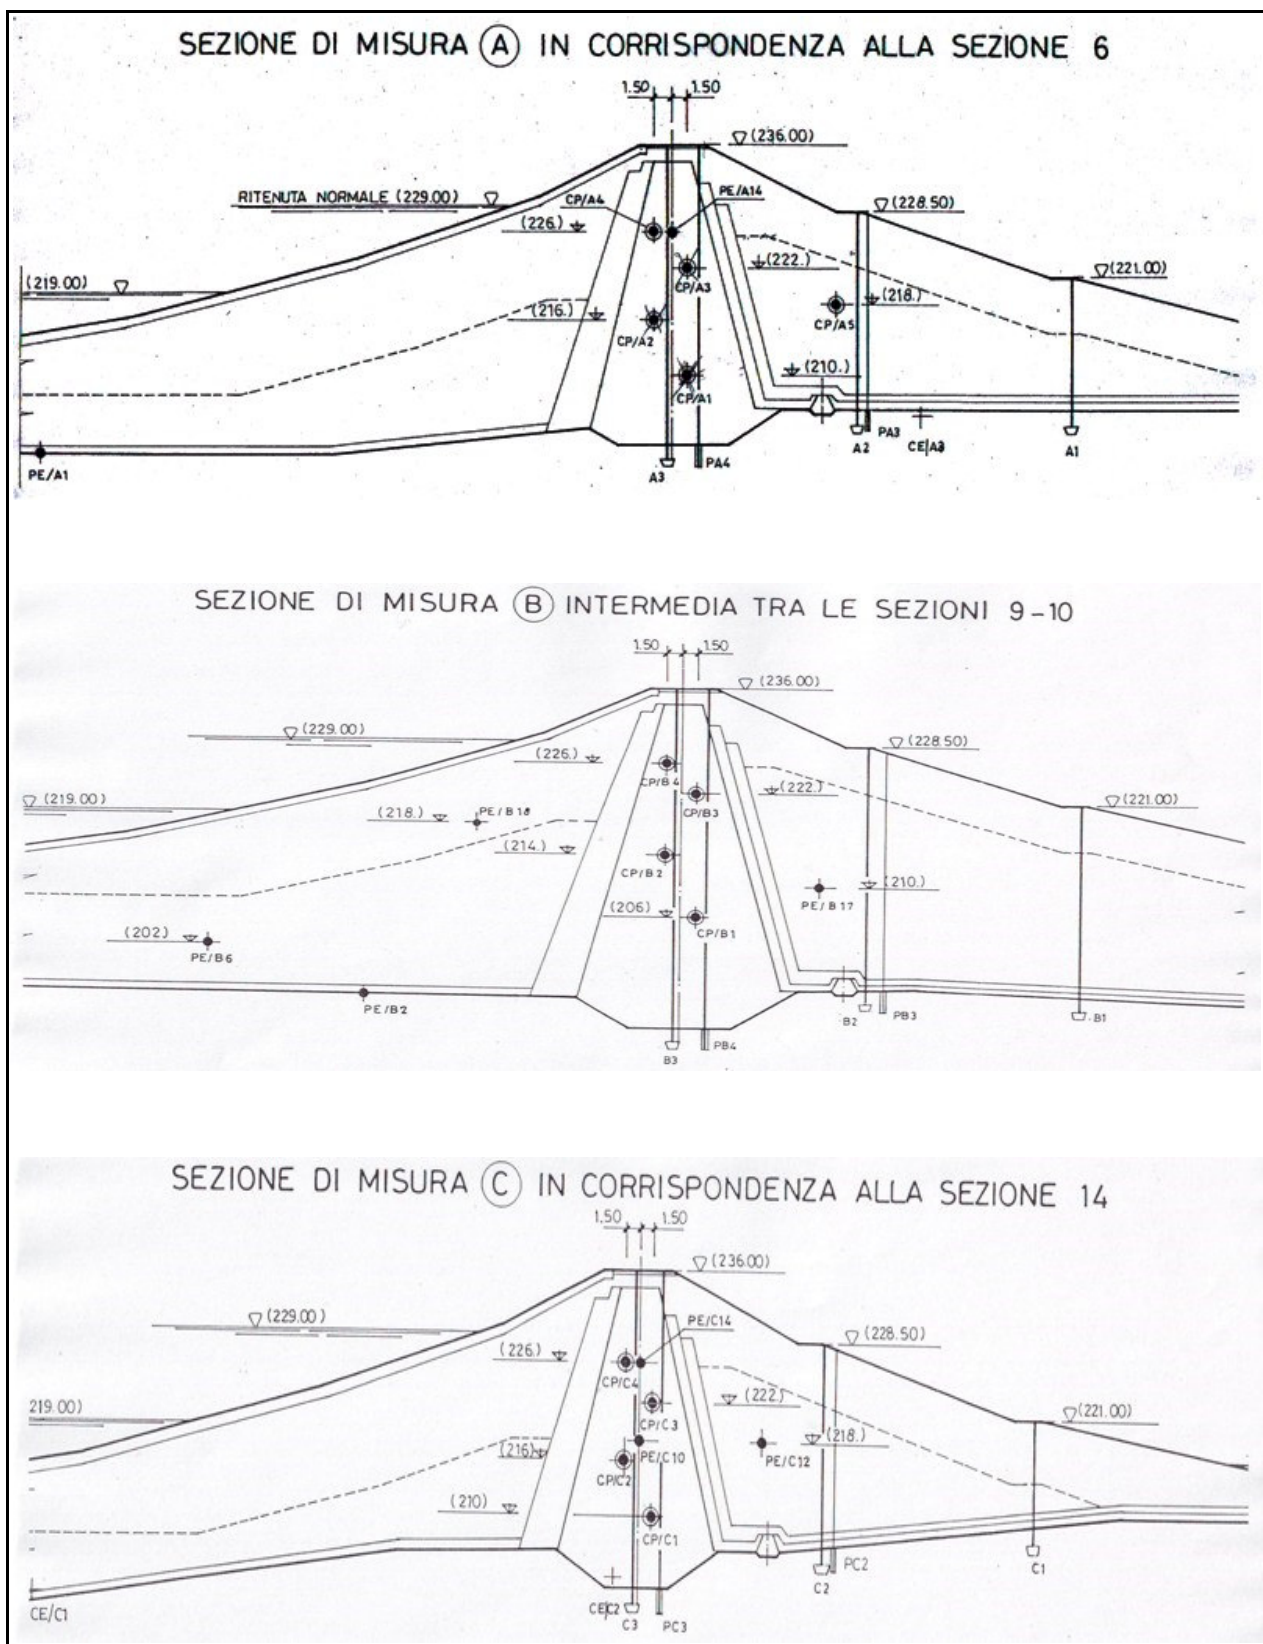 SEZIONE DI MISURA A IN CORRISPONDENZA ALLA SEZIONE 6
1.50 1.50
(236.00)
RITENUTA NORMALE (229.00)
CP/A4
PE/A14
(228.50)
(226.)
(222.)
(221.00)
(219.00)
CP/A3
(216.)
(218.)
CP/A2
CP/A5
(210.)
CP/A1
PE/A1
A3
PA4
A2
PA3
CE/A3
A1
SEZIONE DI MISURA B INTERMEDIA TRA LE SEZIONI 9-10
1.50 1.50
(236.00)
(229.00)
(228.50)
(226.)
CP/B4
(222.)
(219.00)
CP/B3
(221.00)
(218.)
PE/B18
(214.)
CP/B2
(210.)
PE/B17
(206)
CP/B1
(202.)
PE/B6
PE/B2
B3
PB4
B2
PB3
B1
SEZIONE DI MISURA C IN CORRISPONDENZA ALLA SEZIONE 14
1.50 1.50
(236.00)
(229.00)
PE/C14
(228.50)
(226.)
CP/C4
(222.)
219.00)
CP/C3
(221.00)
(216)
PE/C10
(218.)
CP/C2
PE/C12
(210)
CP/C1
CE/C1
CEC2
C3
PC3
C2
PC2
C1